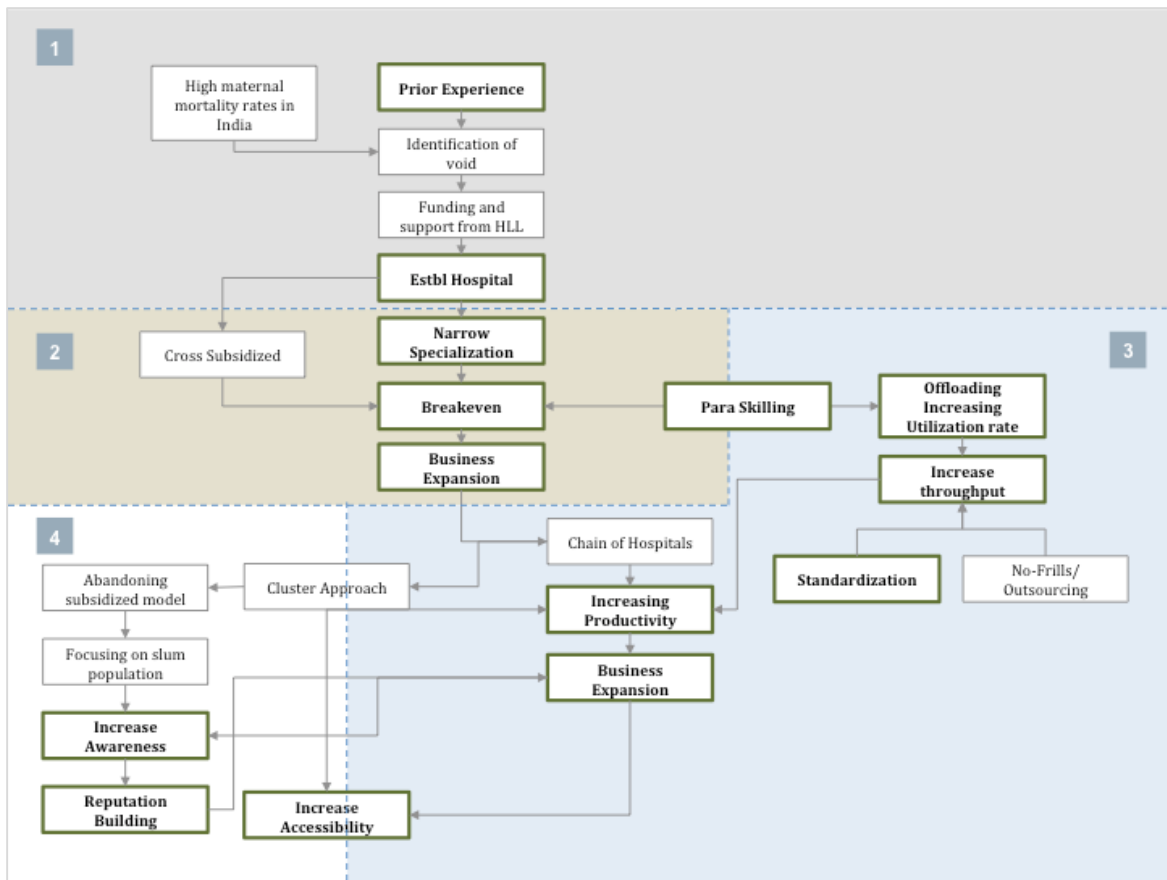 1
High maternal
mortality rates in
India
Prior Experience
Identification of
void
Funding and
support from HLL
Estbl Hospital
2
Cross Subsidized
Narrow
Specialization
Breakeven
Business
Expansion
3
Para Skilling
Offloading
Increasing
Utilization rate
Increase
throughput
Standardization
No-Frills/
Outsourcing
Chain of Hospitals
Increasing
Productivity
Business
Expansion
4
Abandoning
subsidized model
Cluster Approach
Focusing on slum
population
Increase
Awareness
Reputation
Building
Increase
Accessibility